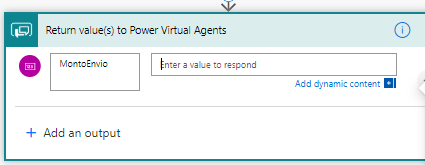 Return value(s) to Power Virtual Agents
MontoEnvio
Enter a value to respond
Add dynamic content
+ Add an output